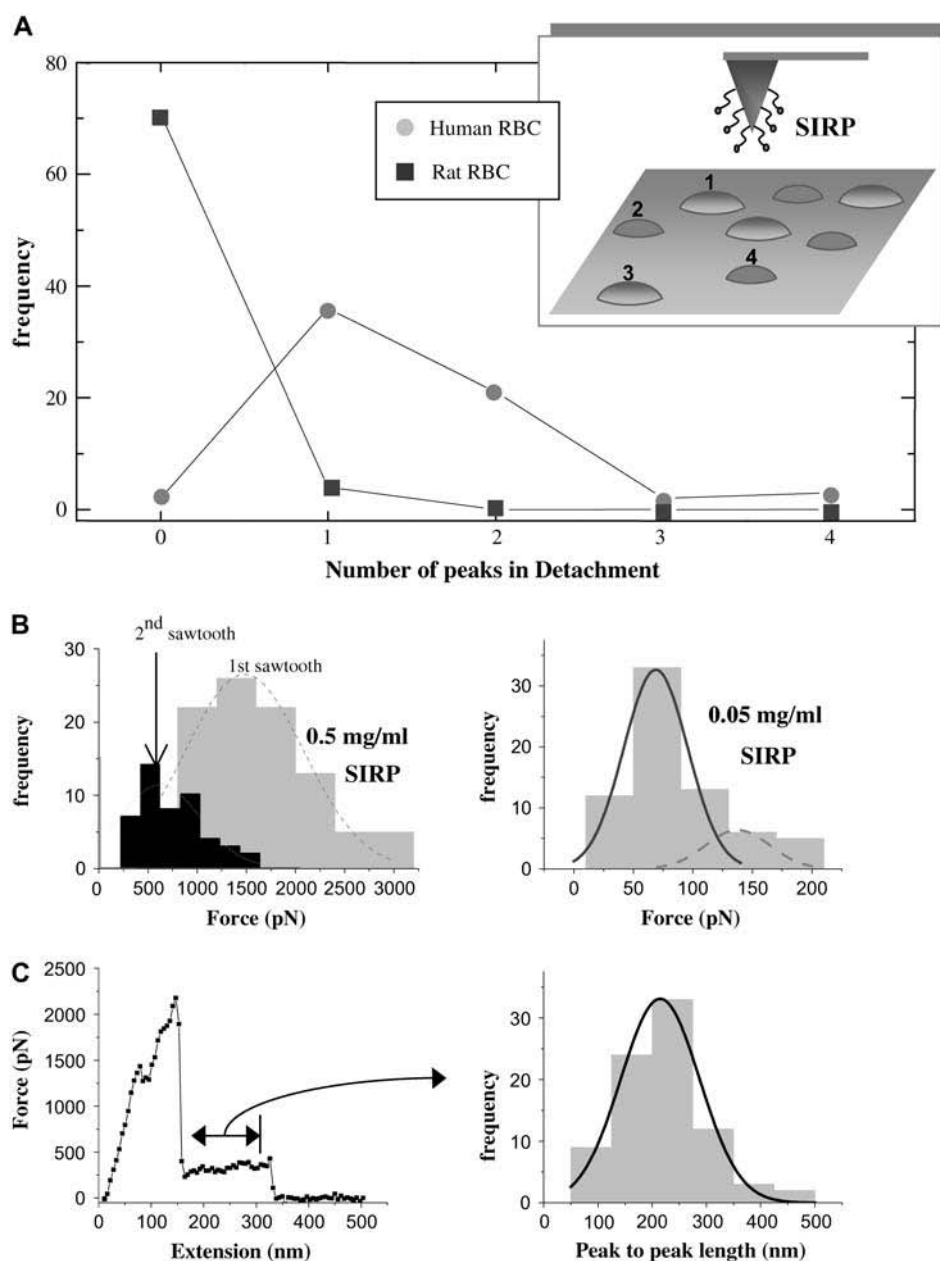 A
80
60
40
20
0
frequency
Human RBC
Rat RBC
SIRP
1
2
3
4
0 1 2 3 4
Number of peaks in Detachment
B
2nd sawtooth
1st sawtooth
0.5 mg/ml
SIRP
30
20
10
0
frequency
0 500 1000 1500 2000 2500 3000
Force (pN)
0.05 mg/ml
SIRP
30
20
10
0
frequency
0 50 100 150 200
Force (pN)
C
2500
2000
1500
1000
500
0
Force (pN)
0 100 200 300 400 500
Extension (nm)
30
20
10
0
frequency
0 100 200 300 400 500
Peak to peak length (nm)